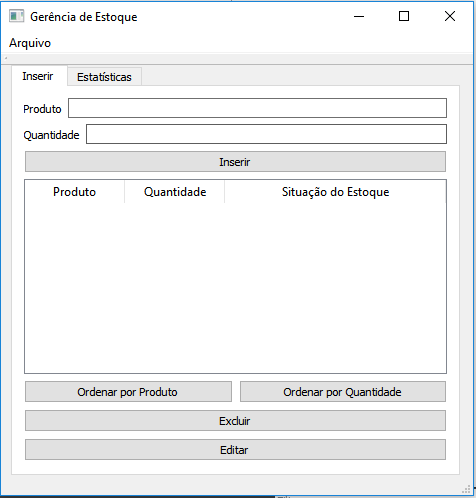 Gerência de Estoque
Arquivo
Inserir Estatísticas
Produto
Quantidade
Inserir
Produto Quantidade Situação do Estoque
Ordenar por Produto Ordenar por Quantidade
Excluir
Editar